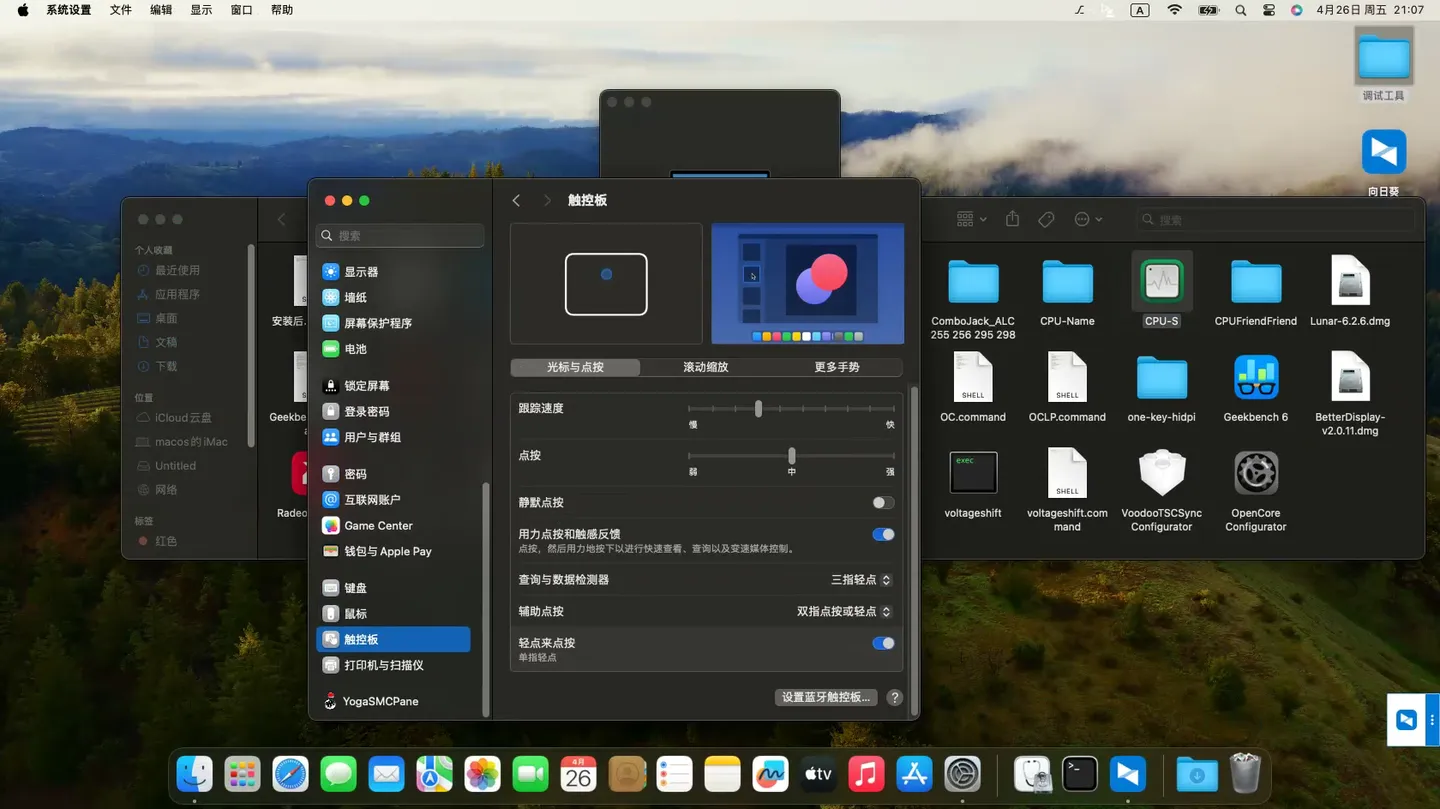 系统设置 文件 编辑 显示 窗口 帮助
A
4月26日 周五 21:07
调试工具
向日葵
个人收藏
最近使用
应用程序
桌面
文稿
下载
位置
iCloud云盘
macos的iMac
Untitled
网络
标签
红色
安装后.
Geekbe
a
Radeo
搜索
显示器
墙纸
屏幕保护程序
电池
锁定屏幕
登录密码
用户与群组
密码
互联网账户
Game Center
钱包与 Apple Pay
键盘
鼠标
触控板
打印机与扫描仪
YogaSMCPane
触控板
光标与点按 滚动缩放 更多手势
跟踪速度
慢 快
点按
弱 中 强
静默点按
用力点按和触感反馈
点按，然后用力地按下以进行快速查看、查询以及变速媒体控制。
查询与数据检测器 三指轻点
辅助点按 双指点按或轻点
轻点来点按
单指轻点
设置蓝牙触控板... ?
搜索
ComboJack_ALC
255 256 295 298
CPU-Name
CPU-S
CPUFriendFriend
Lunar-6.2.6.dmg
SHELL
OC.command
SHELL
OCLP.command
one-key-hidpi
Geekbench 6
BetterDisplay-
v2.0.11.dmg
exec
voltageshift
SHELL
voltageshift.com
mand
VoodooTSCSync
Configurator
OpenCore
Configurator
4月
26
tv